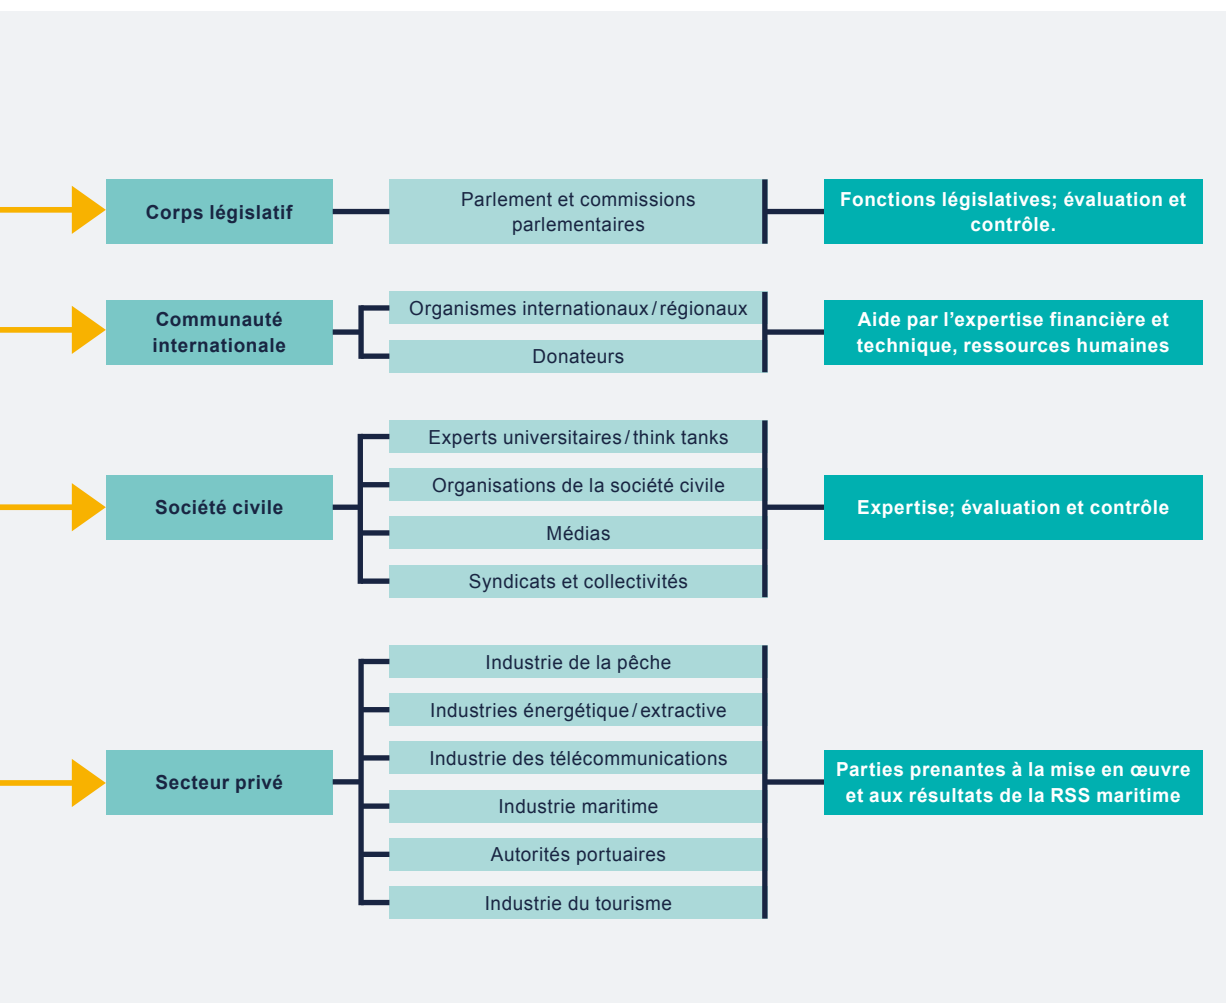 Corps législatif
Parlement et commissions
parlementaires
Fonctions législatives; évaluation et
contrôle.
Communauté
internationale
Organismes internationaux/régionaux
Donateurs
Aide par l’expertise financière et
technique, ressources humaines
Société civile
Experts universitaires/think tanks
Organisations de la société civile
Médias
Syndicats et collectivités
Expertise; évaluation et contrôle
Secteur privé
Industrie de la pêche
Industries énergétique/extractive
Industrie des télécommunications
Industrie maritime
Autorités portuaires
Industrie du tourisme
Parties prenantes à la mise en œuvre
et aux résultats de la RSS maritime